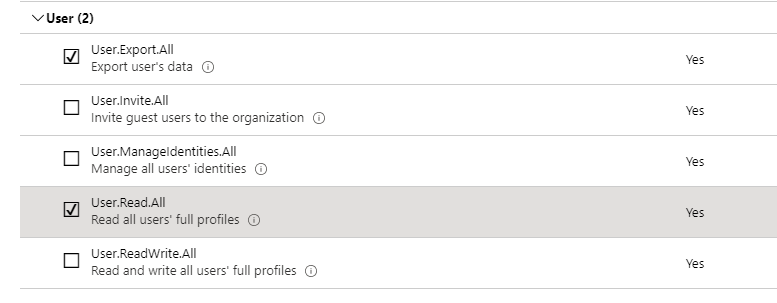 User (2)
User.Export.All
Export user's data
Yes
User.Invite.All
Invite guest users to the organization
Yes
User.ManageIdentities.All
Manage all users' identities
Yes
User.Read.All
Read all users' full profiles
Yes
User.ReadWrite.All
Read and write all users' full profiles
Yes